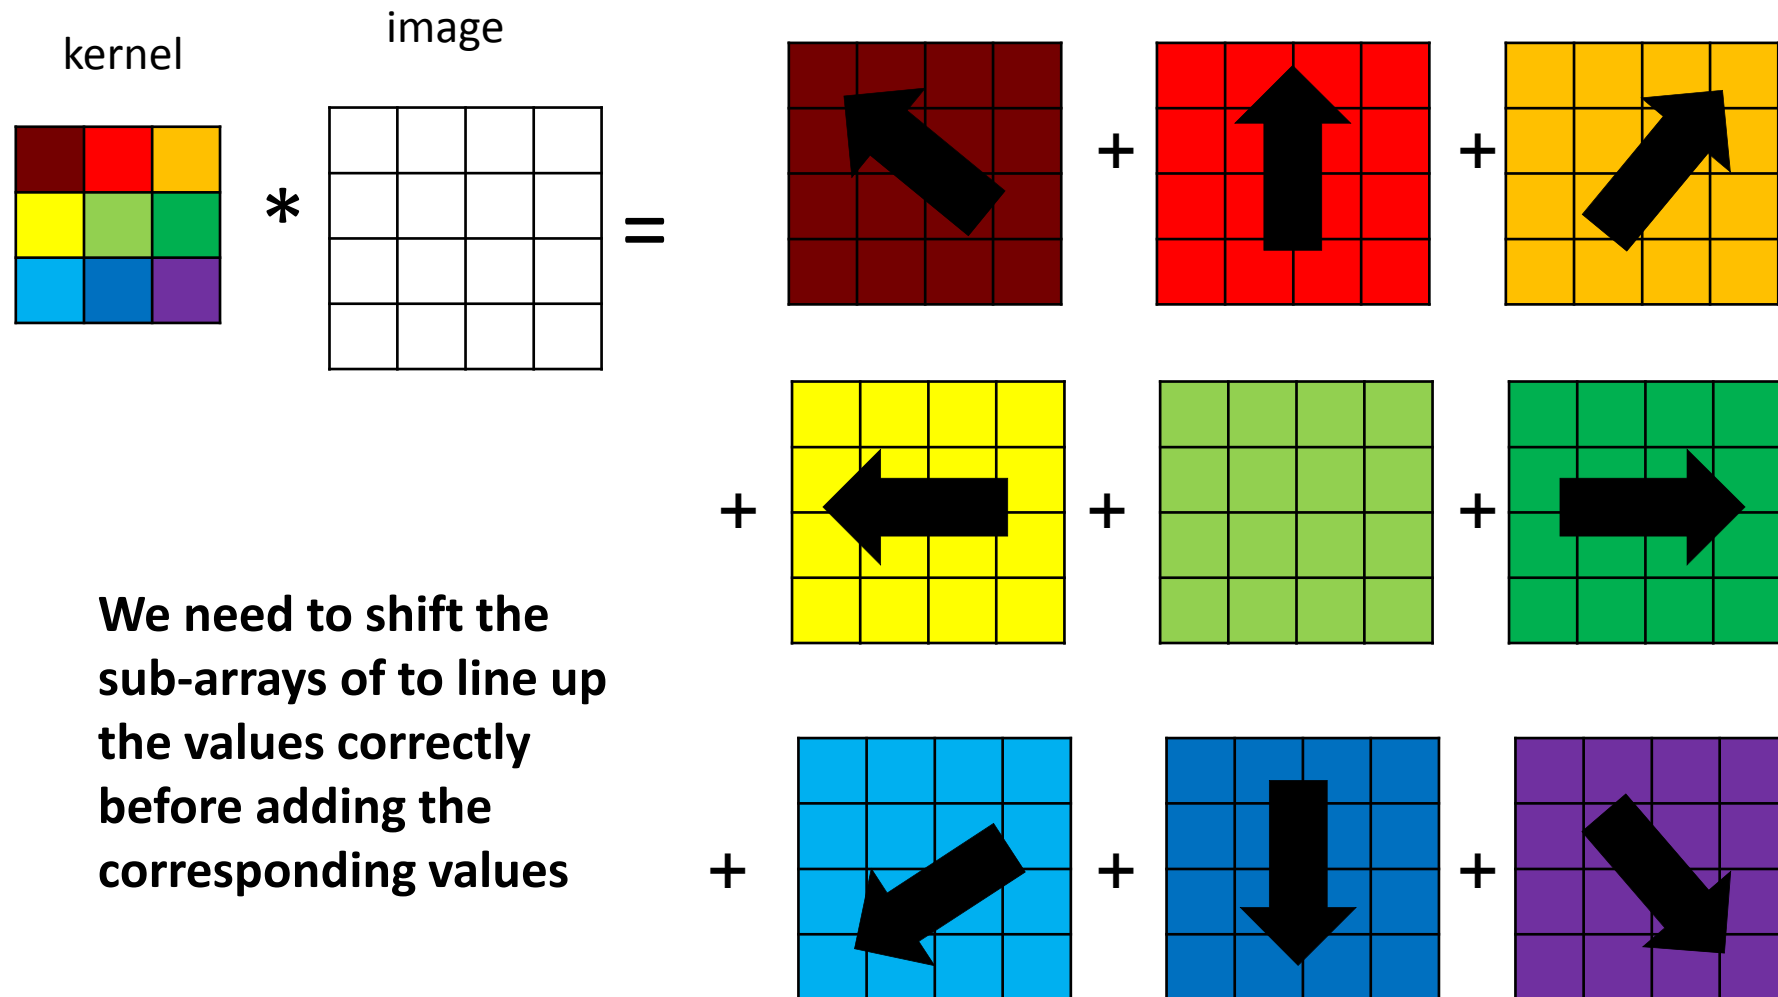 kernel
image
*
=
+
+
+
+
+
We need to shift the
sub-arrays of to line up
the values correctly
before adding the
corresponding values
+
+
+